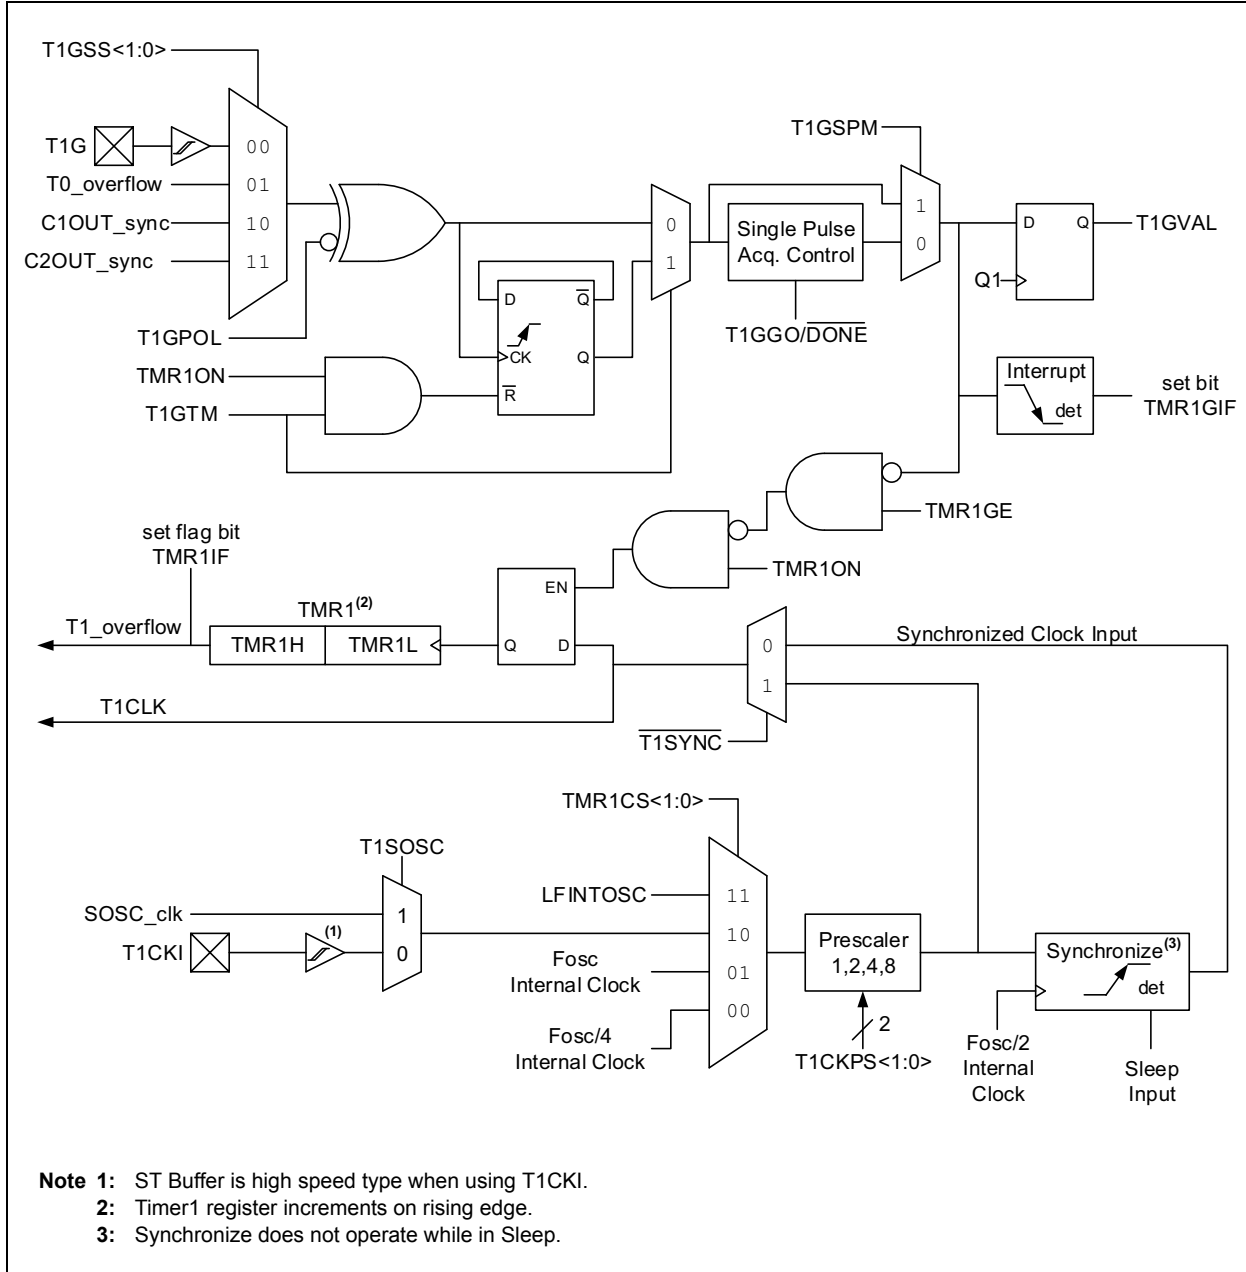 T1GSS<1:0>
T1G
00
T0_overflow
01
C1OUT_sync
10
C2OUT_sync
11
T1GPOL
TMR1ON
T1GTM
D
Q
CK
Q
R
0
1
T1GSPM
Single Pulse
Acq. Control
T1GGO/DONE
1
0
D
Q
Q1
T1GVAL
Interrupt
det
set bit
TMR1GIF
TMR1GE
TMR1ON
set flag bit
TMR1IF
T1_overflow
TMR1(2)
TMR1H
TMR1L
EN
Q
D
T1CLK
0
1
Synchronized Clock Input
T1SYNC
TMR1CS<1:0>
T1SOSC
SOSC_clk
1
T1CKI
(1)
0
LFINTOSC
11
10
Fosc
Internal Clock
01
00
Fosc/4
Internal Clock
Prescaler
1,2,4,8
2
T1CKPS<1:0>
Synchronize(3)
det
Fosc/2
Internal
Clock
Sleep
Input
Note 1: ST Buffer is high speed type when using T1CKI.
2: Timer1 register increments on rising edge.
3: Synchronize does not operate while in Sleep.